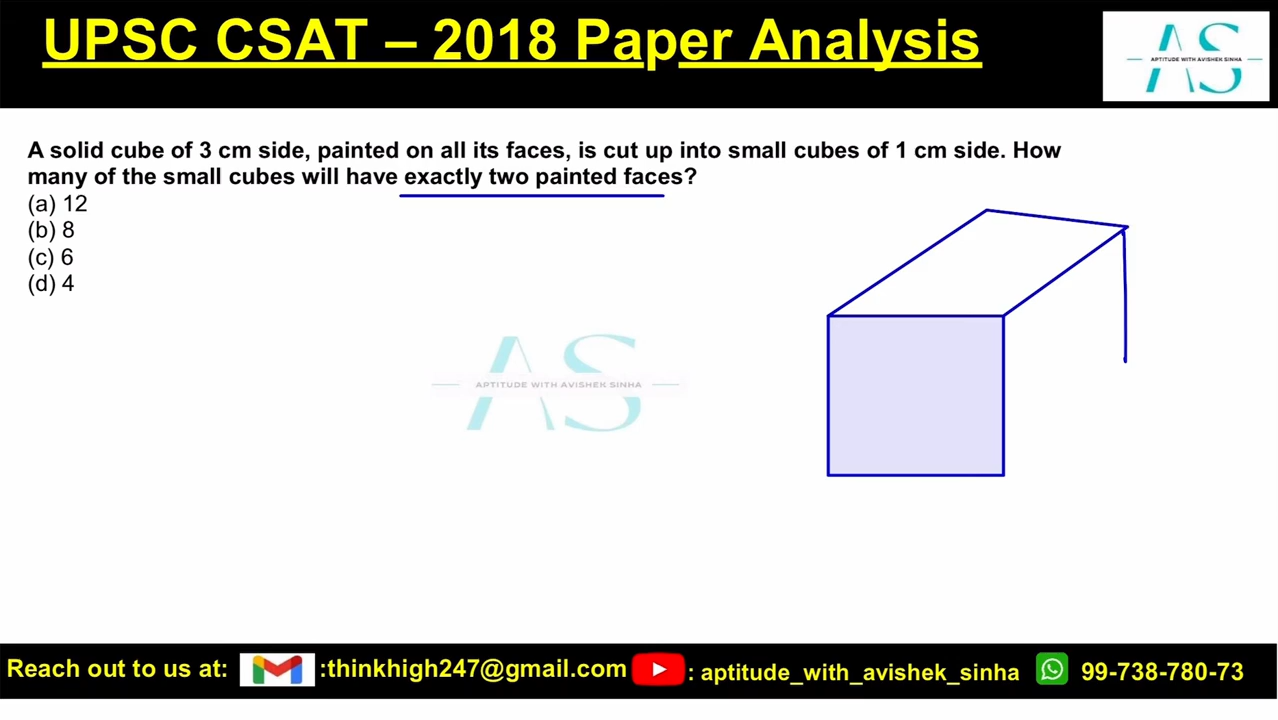 UPSC CSAT – 2018 Paper Analysis
AS
APTITUDE WITH AVISHEK SINHA
A solid cube of 3 cm side, painted on all its faces, is cut up into small cubes of 1 cm side. How
many of the small cubes will have exactly two painted faces?
(a) 12
(b) 8
(c) 6
(d) 4
AS
APTITUDE WITH AVISHEK SINHA
Reach out to us at: :thinkhigh247@gmail.com : aptitude_with_avishek_sinha 99-738-780-73